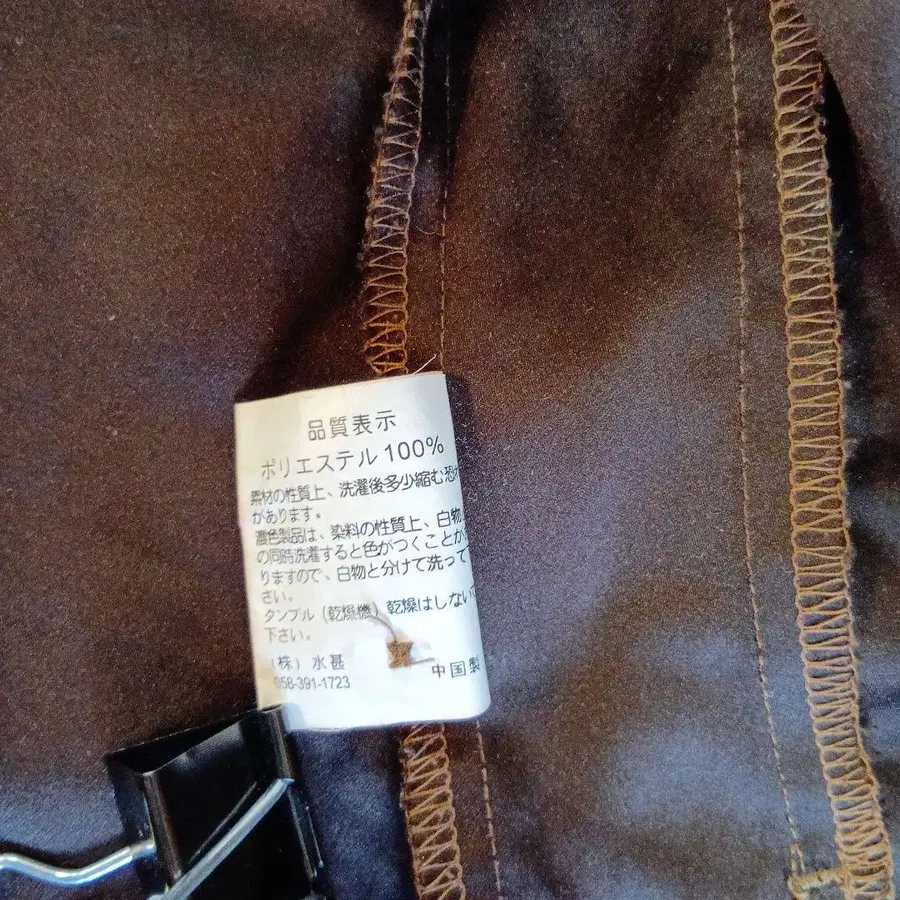 品質表示
ポリエステル100%
素材の性質上、洗濯後多少縮む恐
があります。
濃色製品は、染料の性質上、白物
の同時洗濯すると色がつくことが
りますので、白物と分けて洗って
さい。
タンブル(乾燥機)乾燥はしない
下さい。
(株)水甚
058-391-1723
中国製